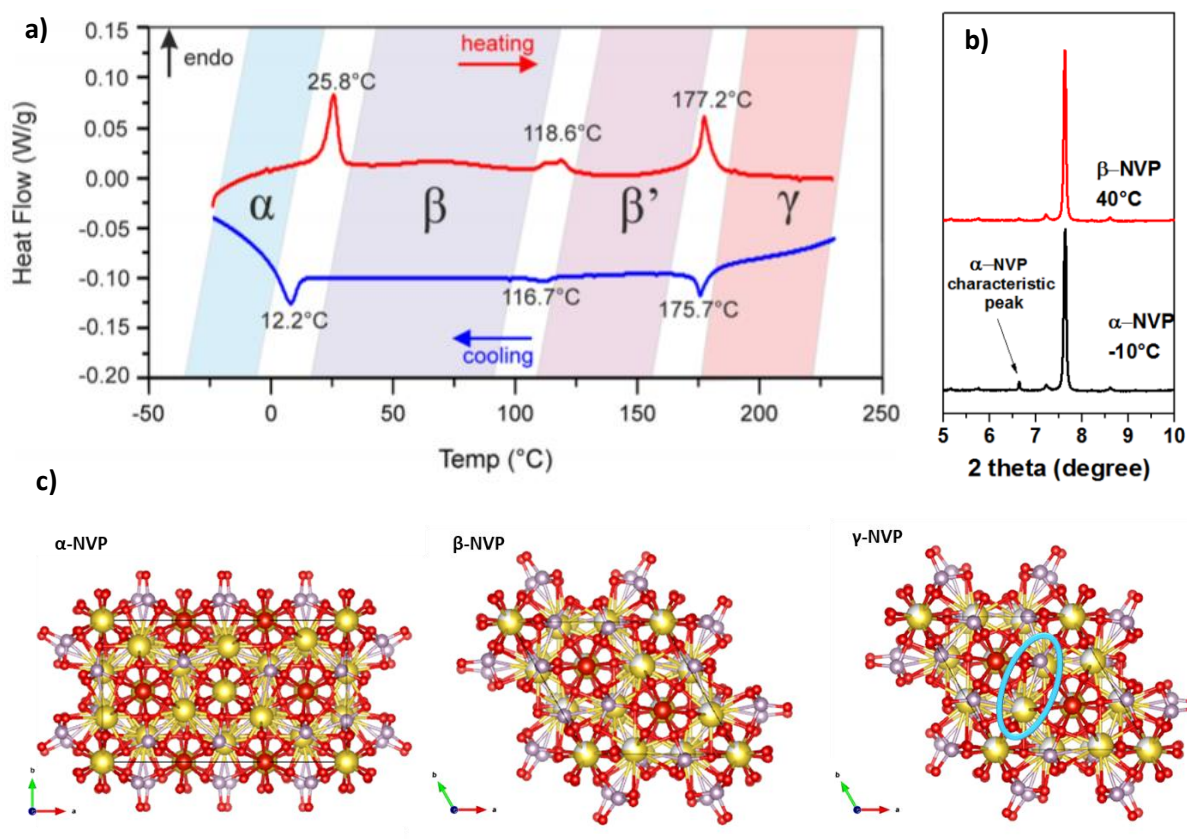 a)
0.15
0.10
0.05
0.00
-0.05
-0.10
-0.15
-0.20
Heat Flow (W/g)
endo
heating
25.8°C
118.6°C
177.2°C
α
β
β’
γ
12.2°C
116.7°C
175.7°C
cooling
-50
0
50
100
150
200
250
Temp (°C)
b)
β–NVP
40°C
α–NVP
characteristic
peak
α–NVP
-10°C
5
6
7
8
9
10
2 theta (degree)
c)
α-NVP
β-NVP
γ-NVP
b
a
b
a
b
a